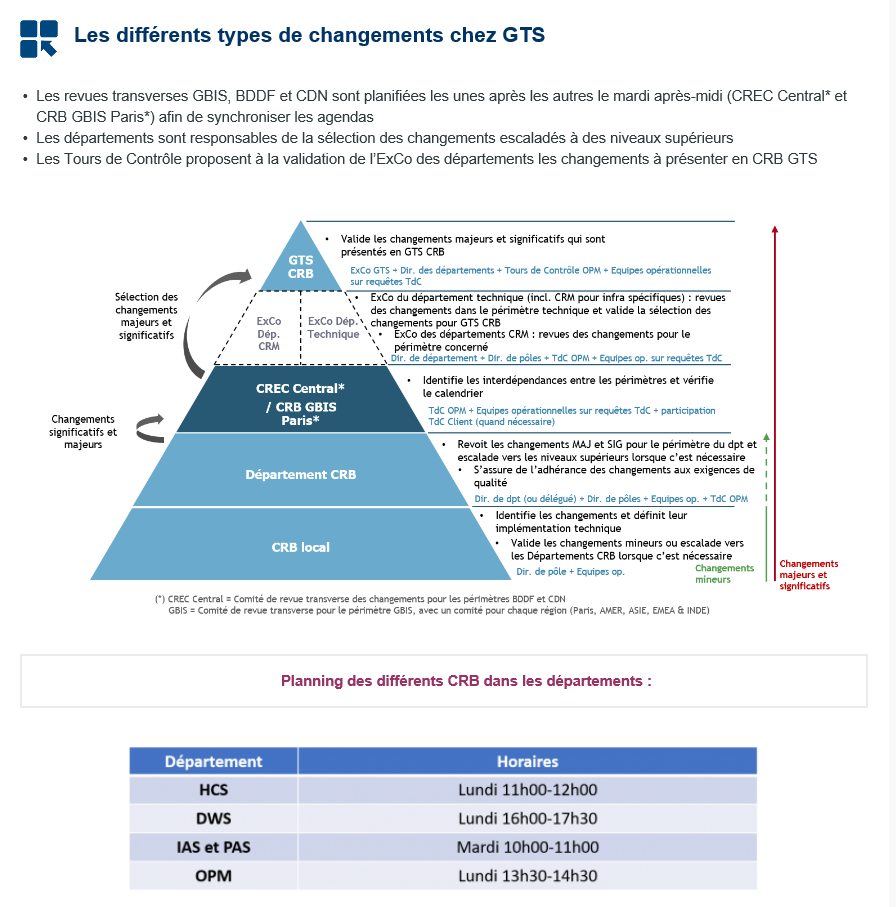 Les différents types de changements chez GTS
• Les revues transverses GBIS, BDDF et CDN sont planifiées les unes après les autres le mardi après-midi (CREC Central* et
CRB GBIS Paris*) afin de synchroniser les agendas
• Les départements sont responsables de la sélection des changements escaladés à des niveaux supérieurs
• Les Tours de Contrôle proposent à la validation de l'ExCo des départements les changements à présenter en CRB GTS
GTS
CRB
• Valide les changements majeurs et significatifs qui sont
présentés en GTS CRB
ExCo GTS + Dir. des départements + Tours de Contrôle OPM + Equipes opérationnelles
sur requêtes TdC
Sélection des
changements
majeurs et
significatifs
ExCo
Dép.
CRM
ExCo Dép.
Technique
• ExCo du département technique (incl. CRM pour infra spécifiques) : revues
des changements dans le périmètre technique et valide la sélection des
changements pour GTS CRB
• ExCo des départements CRM : revues des changements pour le
périmètre concerné
Dir. de département + Dir. de pôles + TdC OPM + Equipes op. sur requêtes TdC
CREC Central*
/ CRB GBIS
Paris*
• Identifie les interdépendances entre les périmètres et vérifie
le calendrier
TdC OPM + Equipes opérationnelles sur requêtes TdC + participation
TdC Client (quand nécessaire)
Changements
significatifs et
majeurs
Département CRB
• Revoit les changements MAJ et SIG pour le périmètre du dpt et
escalade vers les niveaux supérieurs lorsque c'est nécessaire
• S'assure de l'adhérance des changements aux exigences de
qualité
Dir. de dpt (ou délégué) + Dir. de pôles + Equipes op. + TdC OPM
CRB local
• Identifie les changements et définit leur
implémentation technique
• Valide les changements mineurs ou escalade vers
les Départements CRB lorsque c'est nécessaire
Dir. de pôle + Equipes op.
Changements
mineurs
Changements
majeurs et
significatifs
(*) CREC Central = Comité de revue transverse des changements pour les périmètres BDDF et CDN
GBIS = Comité de revue transverse pour le périmètre GBIS, avec un comité pour chaque région (Paris, AMER, ASIE, EMEA & INDE)
Planning des différents CRB dans les départements :
Département Horaires
HCS Lundi 11h00-12h00
DWS Lundi 16h00-17h30
IAS et PAS Mardi 10h00-11h00
OPM Lundi 13h30-14h30